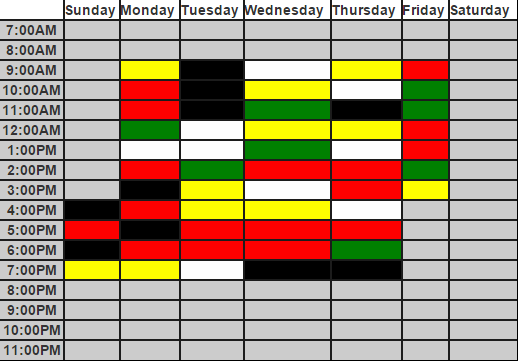 Sunday Monday Tuesday Wednesday Thursday Friday Saturday
7:00AM
8:00AM
9:00AM
10:00AM
11:00AM
12:00AM
1:00PM
2:00PM
3:00PM
4:00PM
5:00PM
6:00PM
7:00PM
8:00PM
9:00PM
10:00PM
11:00PM